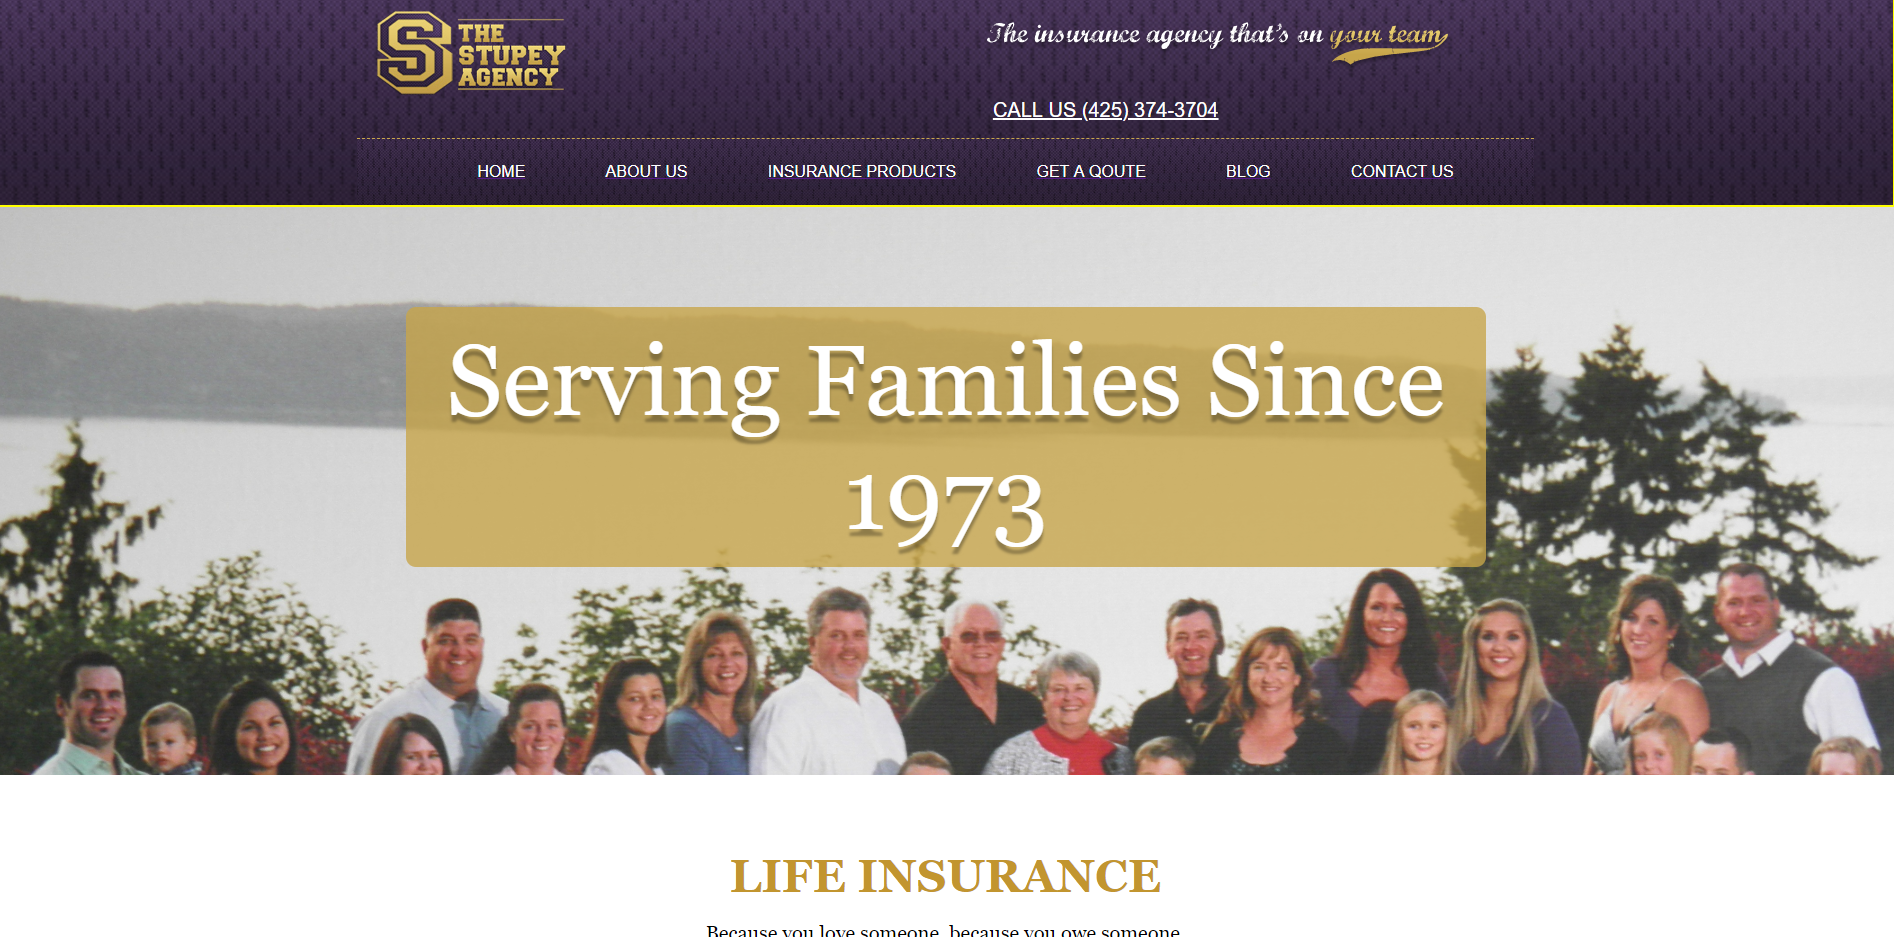 S THE
STUPEY
AGENCY
The insurance agency that's on your team
CALL US (425) 374-3704
HOME ABOUT US INSURANCE PRODUCTS GET A QOUTE BLOG CONTACT US
Serving Families Since
1973
LIFE INSURANCE
Because you love someone, because you owe someone